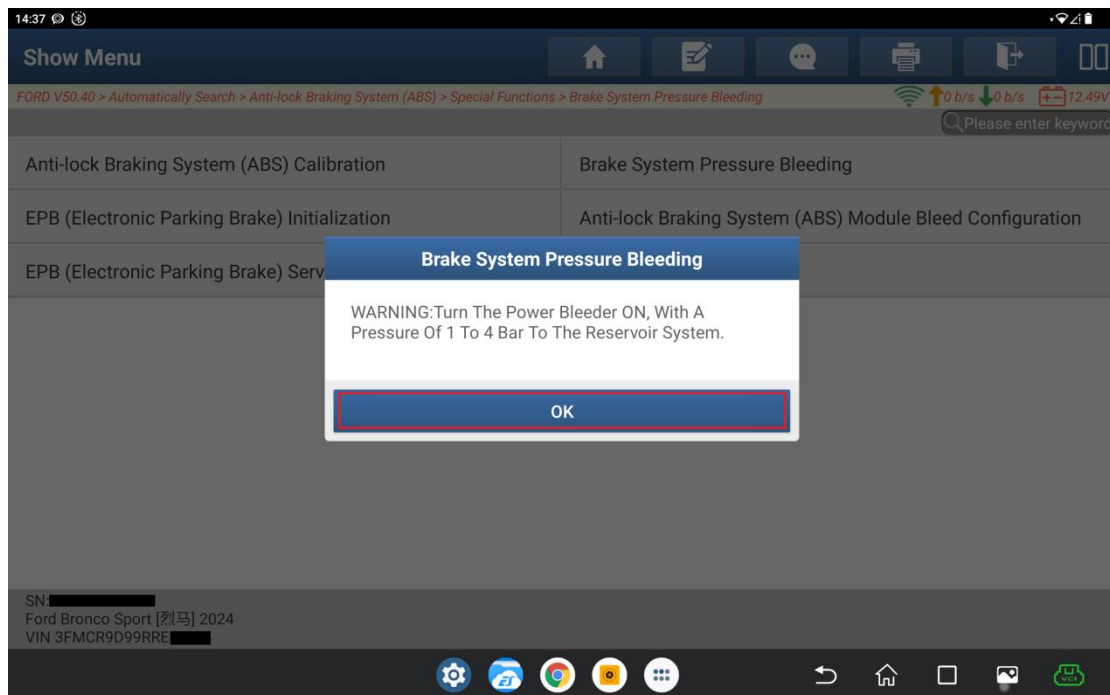 14:37
Show Menu
FORD V50.40 > Automatically Search > Anti-lock Braking System (ABS) > Special Functions > Brake System Pressure Bleeding
0 b/s 0 b/s 12.49V
Please enter keyword
Anti-lock Braking System (ABS) Calibration
Brake System Pressure Bleeding
EPB (Electronic Parking Brake) Initialization
Anti-lock Braking System (ABS) Module Bleed Configuration
EPB (Electronic Parking Brake) Serv
Brake System Pressure Bleeding
WARNING:Turn The Power Bleeder ON, With A
Pressure Of 1 To 4 Bar To The Reservoir System.
OK
SN:
Ford Bronco Sport [烈马] 2024
VIN 3FMCR9D99RRE
ES
VCI